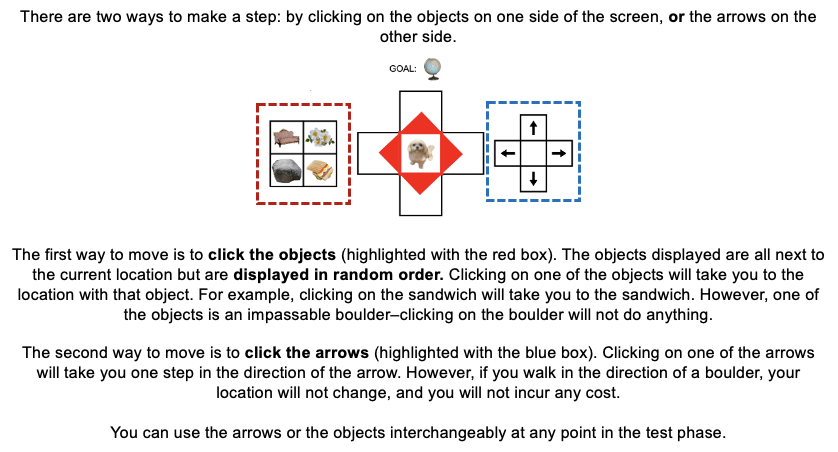 There are two ways to make a step: by clicking on the objects on one side of the screen, or the arrows on the
other side.
GOAL:
The first way to move is to click the objects (highlighted with the red box). The objects displayed are all next to
the current location but are displayed in random order. Clicking on one of the objects will take you to the
location with that object. For example, clicking on the sandwich will take you to the sandwich. However, one of
the objects is an impassable boulder–clicking on the boulder will not do anything.
The second way to move is to click the arrows (highlighted with the blue box). Clicking on one of the arrows
will take you one step in the direction of the arrow. However, if you walk in the direction of a boulder, your
location will not change, and you will not incur any cost.
You can use the arrows or the objects interchangeably at any point in the test phase.